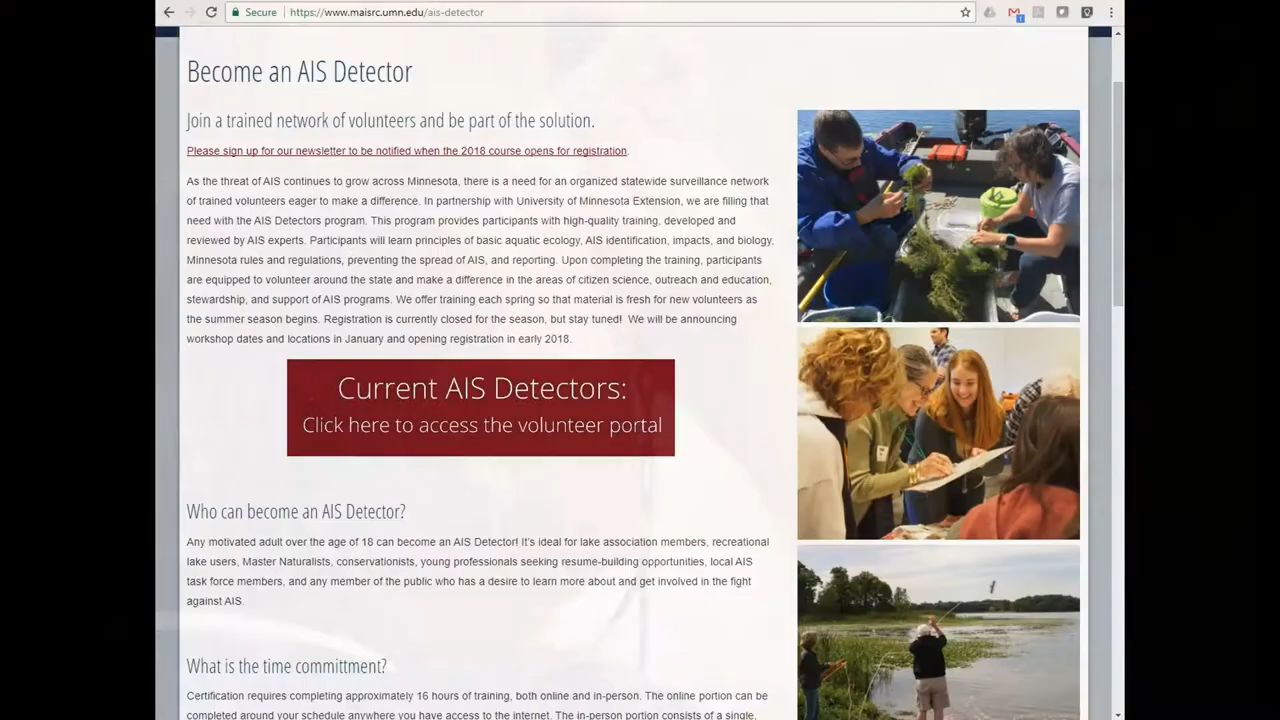 Secure
https://www.maisrc.umn.edu/ais-detector
1
Become an AIS Detector
Join a trained network of volunteers and be part of the solution.
Please sign up for our newsletter to be notified when the 2018 course opens for registration.
As the threat of AIS continues to grow across Minnesota, there is a need for an organized statewide surveillance network
of trained volunteers eager to make a difference. In partnership with University of Minnesota Extension, we are filling that
need with the AIS Detectors program. This program provides participants with high-quality training, developed and
reviewed by AIS experts. Participants will learn principles of basic aquatic ecology, AIS identification, impacts, and biology,
Minnesota rules and regulations, preventing the spread of AIS, and reporting. Upon completing the training, participants
are equipped to volunteer around the state and make a difference in the areas of citizen science, outreach and education,
stewardship, and support of AIS programs. We offer training each spring so that material is fresh for new volunteers as
the summer season begins. Registration is currently closed for the season, but stay tuned! We will be announcing
workshop dates and locations in January and opening registration in early 2018.
Current AIS Detectors:
Click here to access the volunteer portal
Who can become an AIS Detector?
Any motivated adult over the age of 18 can become an AIS Detector! It's ideal for lake association members, recreational
lake users, Master Naturalists, conservationists, young professionals seeking resume-building opportunities, local AIS
task force members, and any member of the public who has a desire to learn more about and get involved in the fight
against AIS.
What is the time committment?
Certification requires completing approximately 16 hours of training, both online and in-person. The online portion can be
completed around your schedule anywhere you have access to the internet. The in-person portion consists of a single,